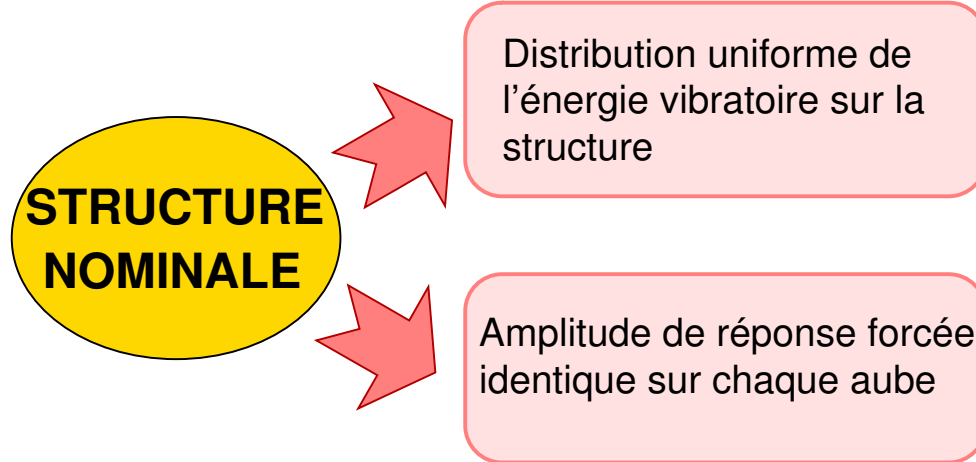 STRUCTURE
NOMINALE
Distribution uniforme de
l’énergie vibratoire sur la
structure
Amplitude de réponse forcée
identique sur chaque aube